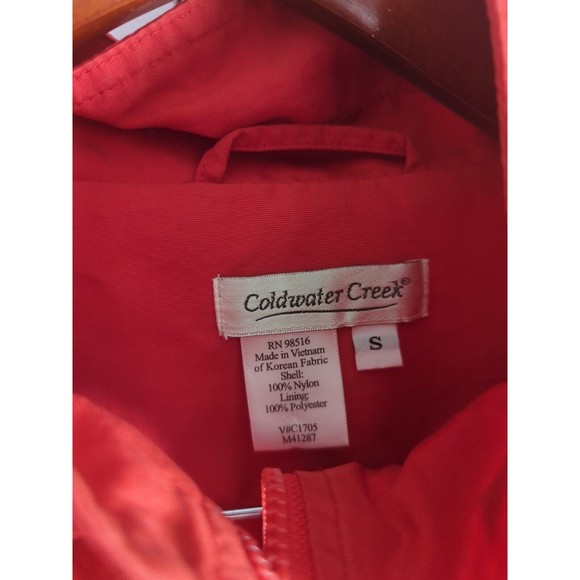 Coldwater Creek®
S
RN 98516
Made in Vietnam
of Korean Fabric
Shell:
100% Nylon
Lining:
100% Polyester
V#C1705
M41287